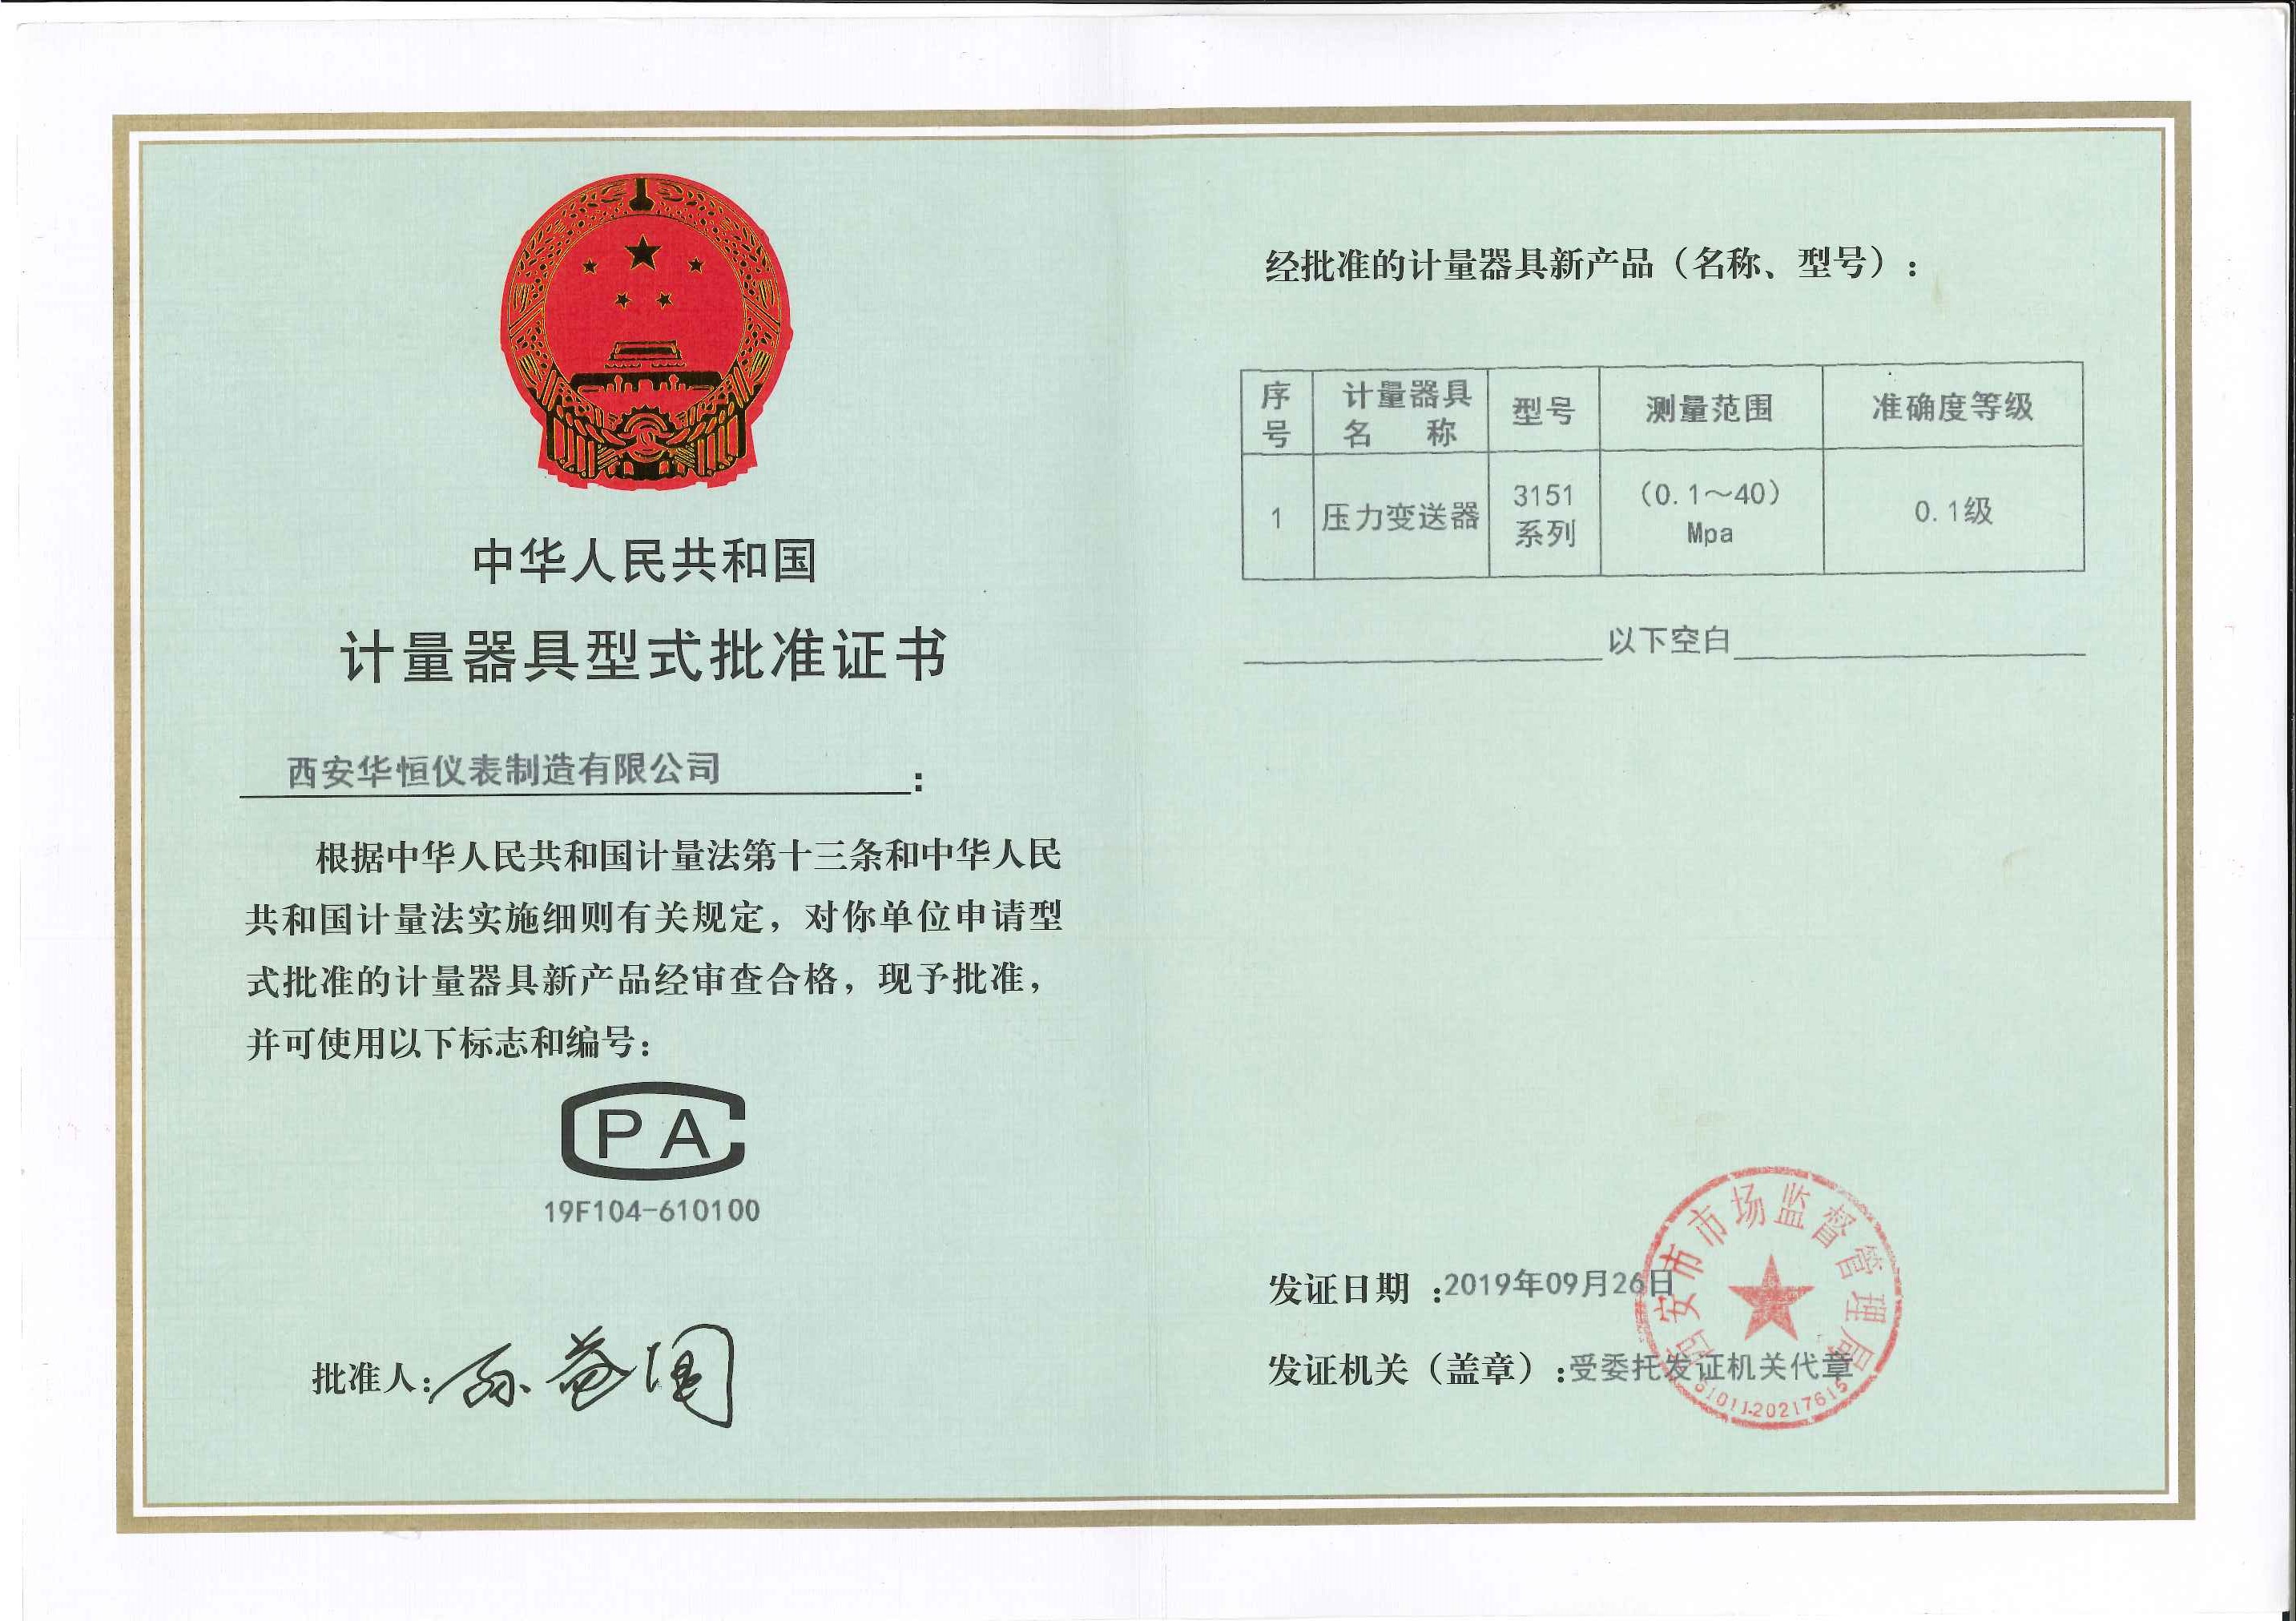 中华人民共和国
计量器具型式批准证书
西安华恒仪表制造有限公司：
根据中华人民共和国计量法第十三条和中华人民
共和国计量法实施细则有关规定，对你单位申请型
式批准的计量器具新产品经审查合格，现予批准，
并可使用以下标志和编号：
CPA
19F104-610100
批准人：孙益国
经批准的计量器具新产品（名称、型号）：
序号 计量器具名称 型号 测量范围 准确度等级
1 压力变送器 3151系列 (0.1～40)Mpa 0.1级
以下空白
发证日期：2019年09月26日
发证机关（盖章）：受委托发证机关代章
西安市市场监督管理局